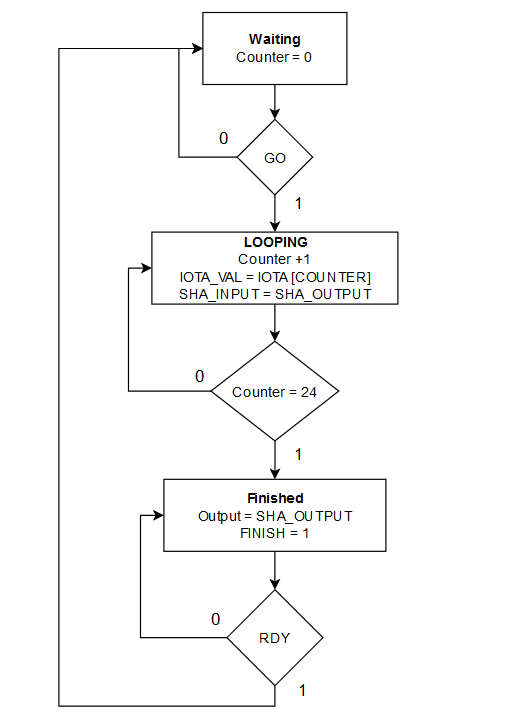 Waiting
Counter = 0
0
GO
1
LOOPING
Counter +1
IOTA_VAL = IOTA[COUNTER]
SHA_INPUT = SHA_OUTPUT
0
Counter = 24
1
Finished
Output = SHA_OUTPUT
FINISH = 1
0
RDY
1